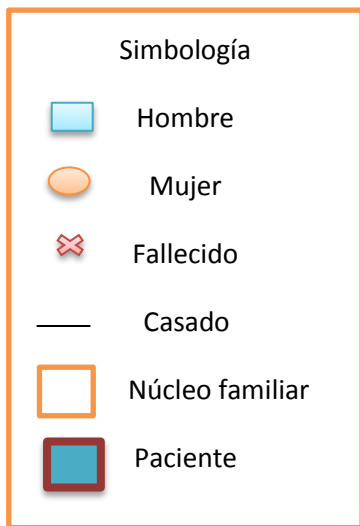 Simbología
Hombre
Mujer
Fallecido
Casado
Núcleo familiar
Paciente